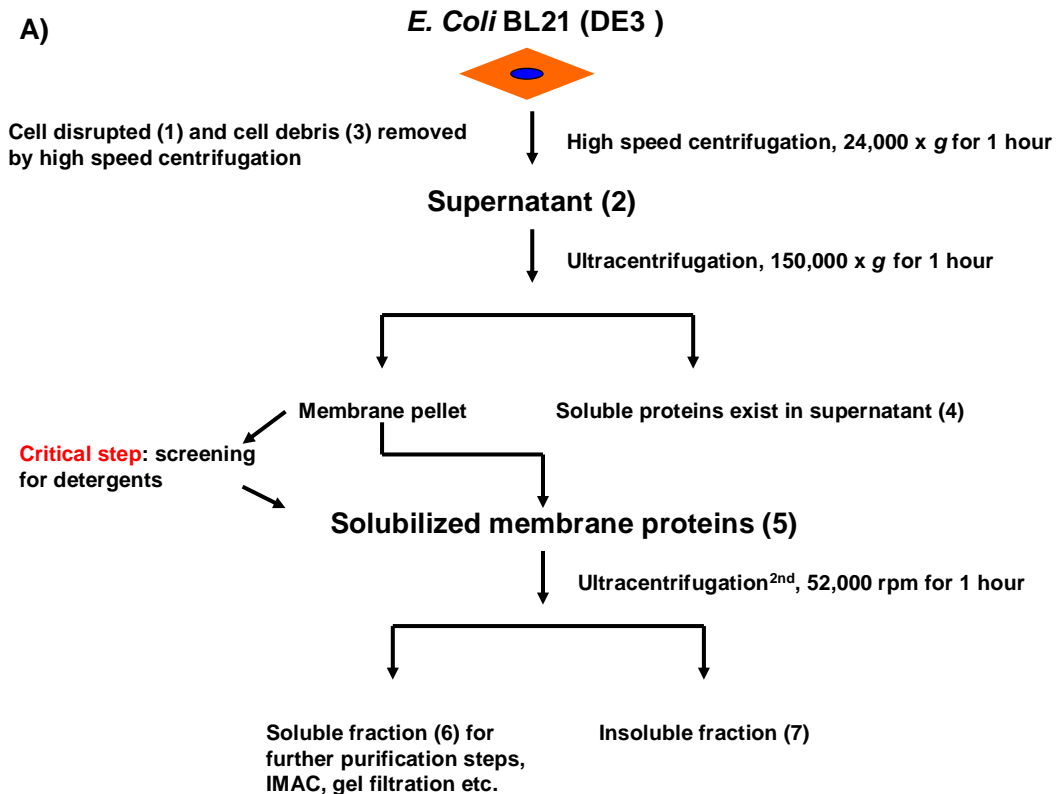 A)
E. Coli BL21 (DE3 )
Cell disrupted (1) and cell debris (3) removed
by high speed centrifugation
High speed centrifugation, 24,000 x g for 1 hour
Supernatant (2)
Ultracentrifugation, 150,000 x g for 1 hour
Membrane pellet
Soluble proteins exist in supernatant (4)
Critical step: screening
for detergents
Solubilized membrane proteins (5)
Ultracentrifugation2nd, 52,000 rpm for 1 hour
Soluble fraction (6) for
further purification steps,
IMAC, gel filtration etc.
Insoluble fraction (7)